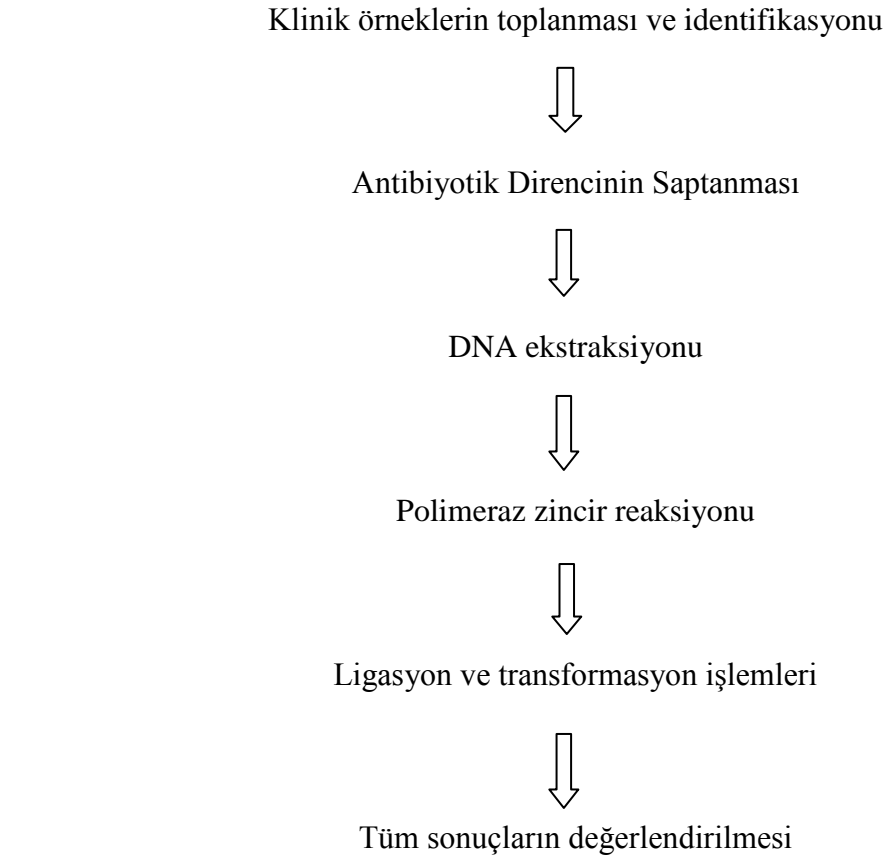 Klinik örneklerin toplanması ve identifikasyonu
Antibiyotik Direncinin Saptanması
DNA ekstraksiyonu
Polimeraz zincir reaksiyonu
Ligasyon ve transformasyon işlemleri
Tüm sonuçların değerlendirilmesi